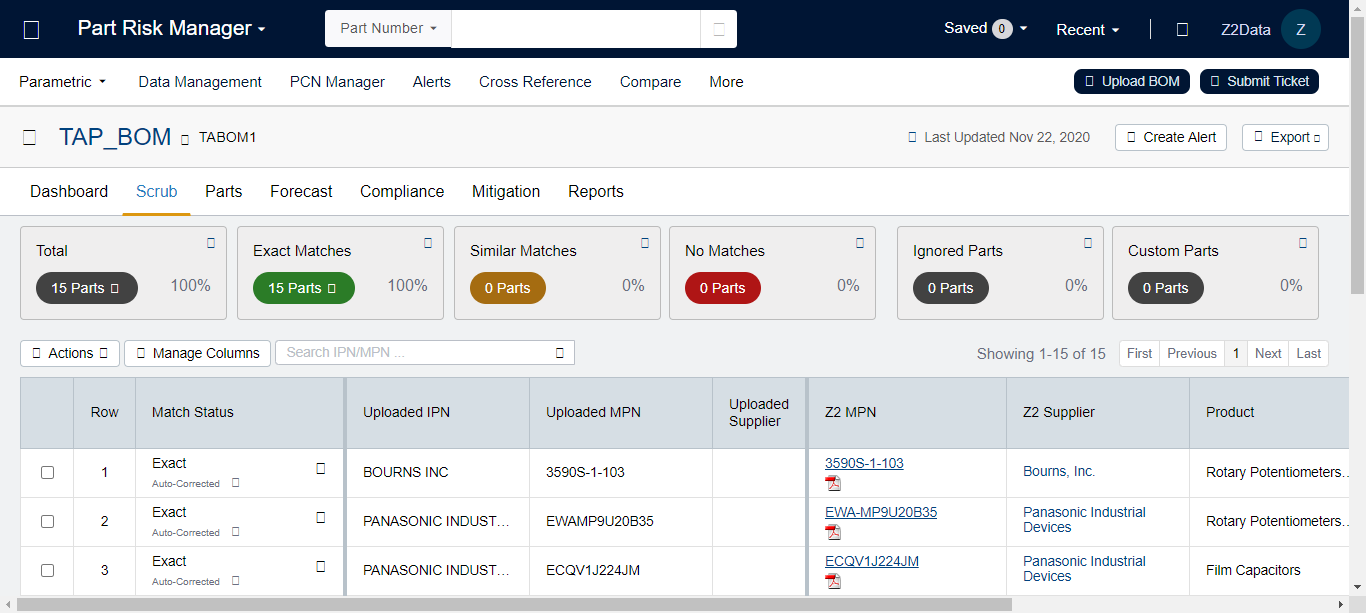 Part Risk Manager
Part Number
Saved 0
Recent
Z2Data
Z
Parametric
Data Management
PCN Manager
Alerts
Cross Reference
Compare
More
Upload BOM
Submit Ticket
TAP_BOM
TABOM1
Last Updated Nov 22, 2020
Create Alert
Export
Dashboard
Scrub
Parts
Forecast
Compliance
Mitigation
Reports
Total
15 Parts
100%
Exact Matches
15 Parts
100%
Similar Matches
0 Parts
0%
No Matches
0 Parts
0%
Ignored Parts
0 Parts
0%
Custom Parts
0 Parts
0%
Actions
Manage Columns
Search IPN/MPN ...
Showing 1-15 of 15
First
Previous
1
Next
Last
Row
Match Status
Uploaded IPN
Uploaded MPN
Uploaded
Supplier
Z2 MPN
Z2 Supplier
Product
1
Exact
Auto-Corrected
BOURNS INC
3590S-1-103
3590S-1-103
Bourns, Inc.
Rotary Potentiometers..
2
Exact
Auto-Corrected
PANASONIC INDUST...
EWAMP9U20B35
EWA-MP9U20B35
Panasonic Industrial
Devices
Rotary Potentiometers..
3
Exact
Auto-Corrected
PANASONIC INDUST...
ECQV1J224JM
ECQV1J224JM
Panasonic Industrial
Devices
Film Capacitors